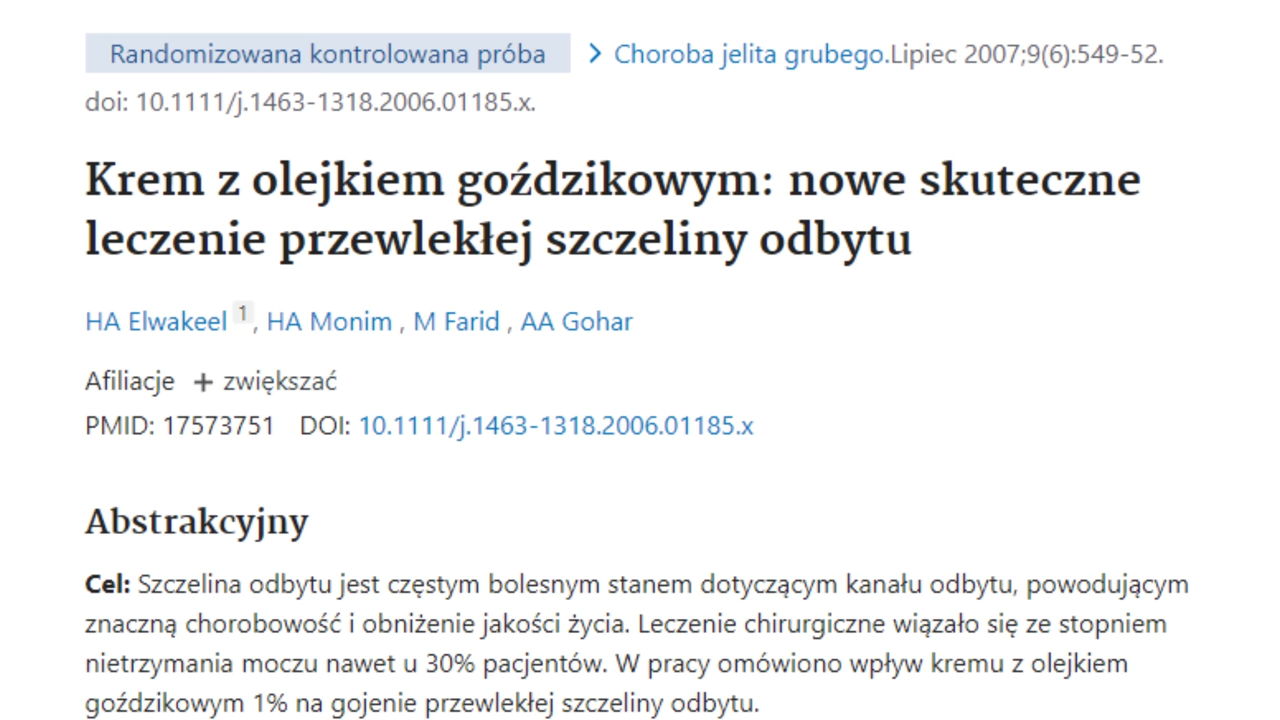 Randomizowana kontrolowana próba > Choroba jelita grubego.Lipiec 2007;9(6):549-52.
doi: 10.1111/j.1463-1318.2006.01185.x.
Krem z olejkiem goździkowym: nowe skuteczne
leczenie przewlekłej szczeliny odbytu
HA Elwakeel 1, HA Monim , M Farid , AA Gohar
Afiliacje + zwiększać
PMID: 17573751 DOI: 10.1111/j.1463-1318.2006.01185.x
Abstrakcyjny
Cel: Szczelina odbytu jest częstym bolesnym stanem dotyczącym kanału odbytu, powodującym
znaczną chorobowość i obniżenie jakości życia. Leczenie chirurgiczne wiązało się ze stopniem
nietrzymania moczu nawet u 30% pacjentów. W pracy omówiono wpływ kremu z olejkiem
goździkowym 1% na gojenie przewlekłej szczeliny odbytu.